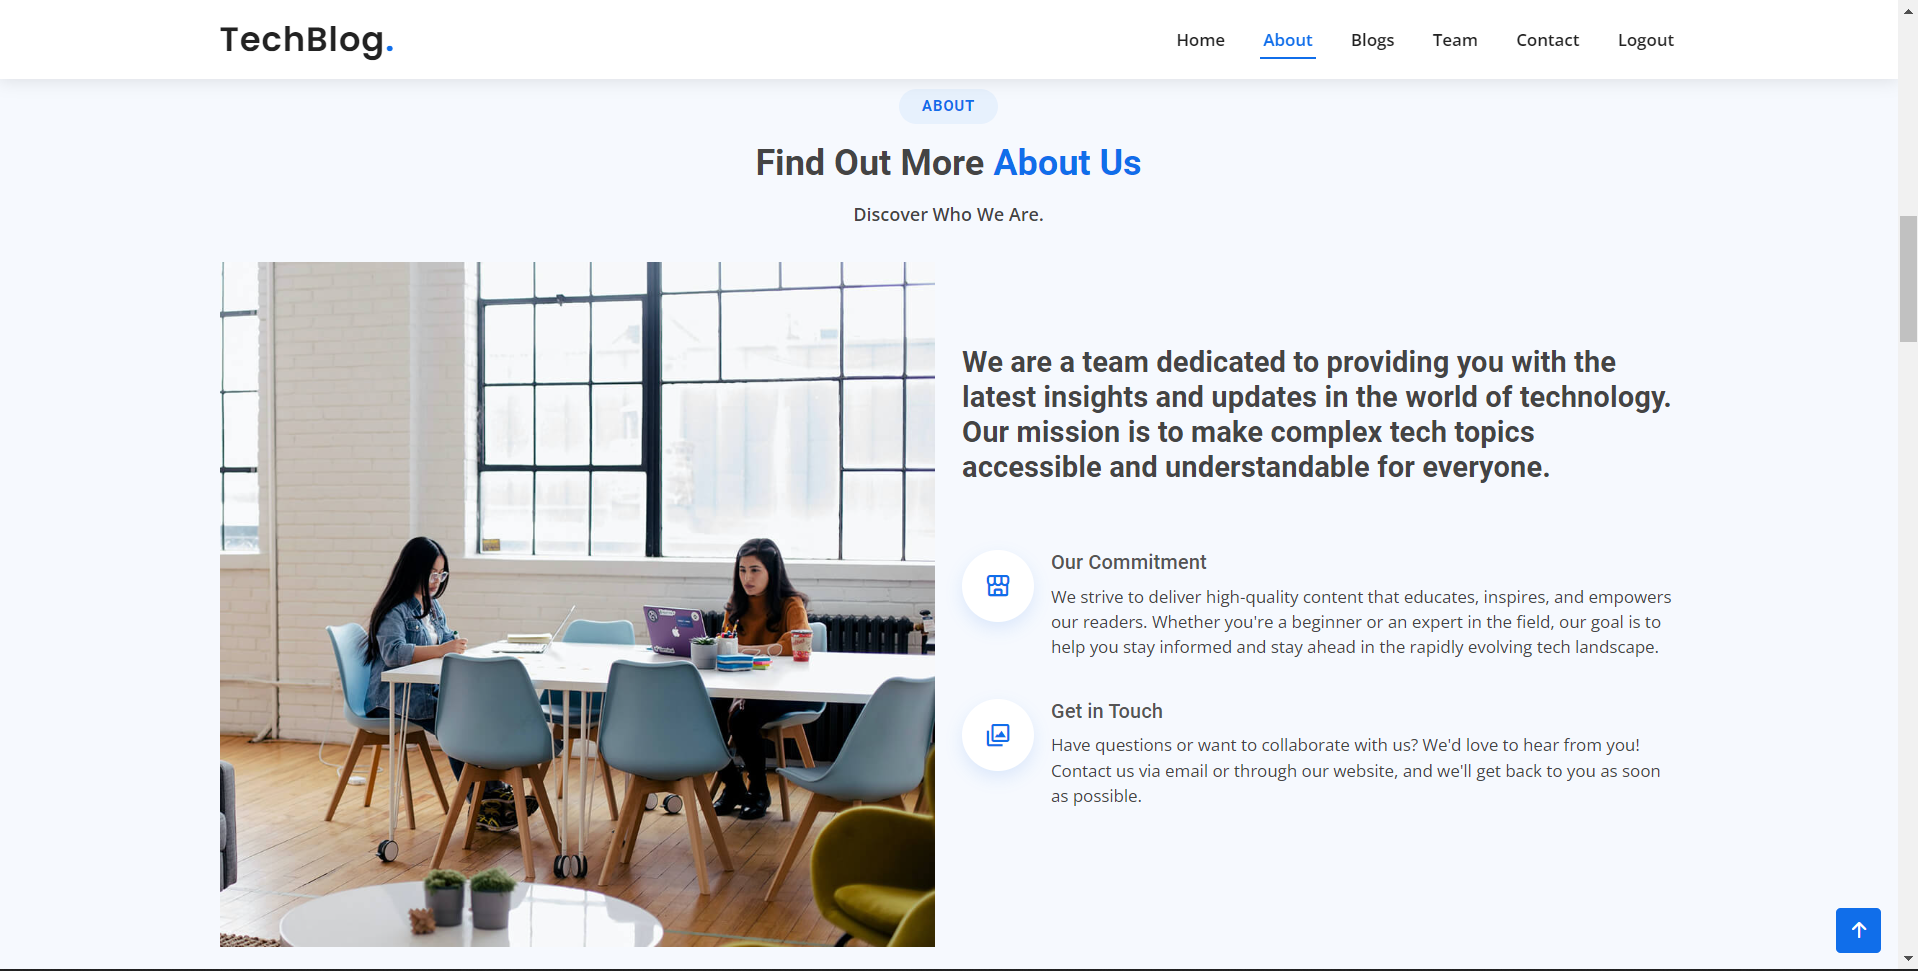 TechBlog.
Home About Blogs Team Contact Logout
ABOUT
Find Out More About Us
Discover Who We Are.
We are a team dedicated to providing you with the
latest insights and updates in the world of technology.
Our mission is to make complex tech topics
accessible and understandable for everyone.
Our Commitment
We strive to deliver high-quality content that educates, inspires, and empowers
our readers. Whether you're a beginner or an expert in the field, our goal is to
help you stay informed and stay ahead in the rapidly evolving tech landscape.
Get in Touch
Have questions or want to collaborate with us? We'd love to hear from you!
Contact us via email or through our website, and we'll get back to you as soon
as possible.